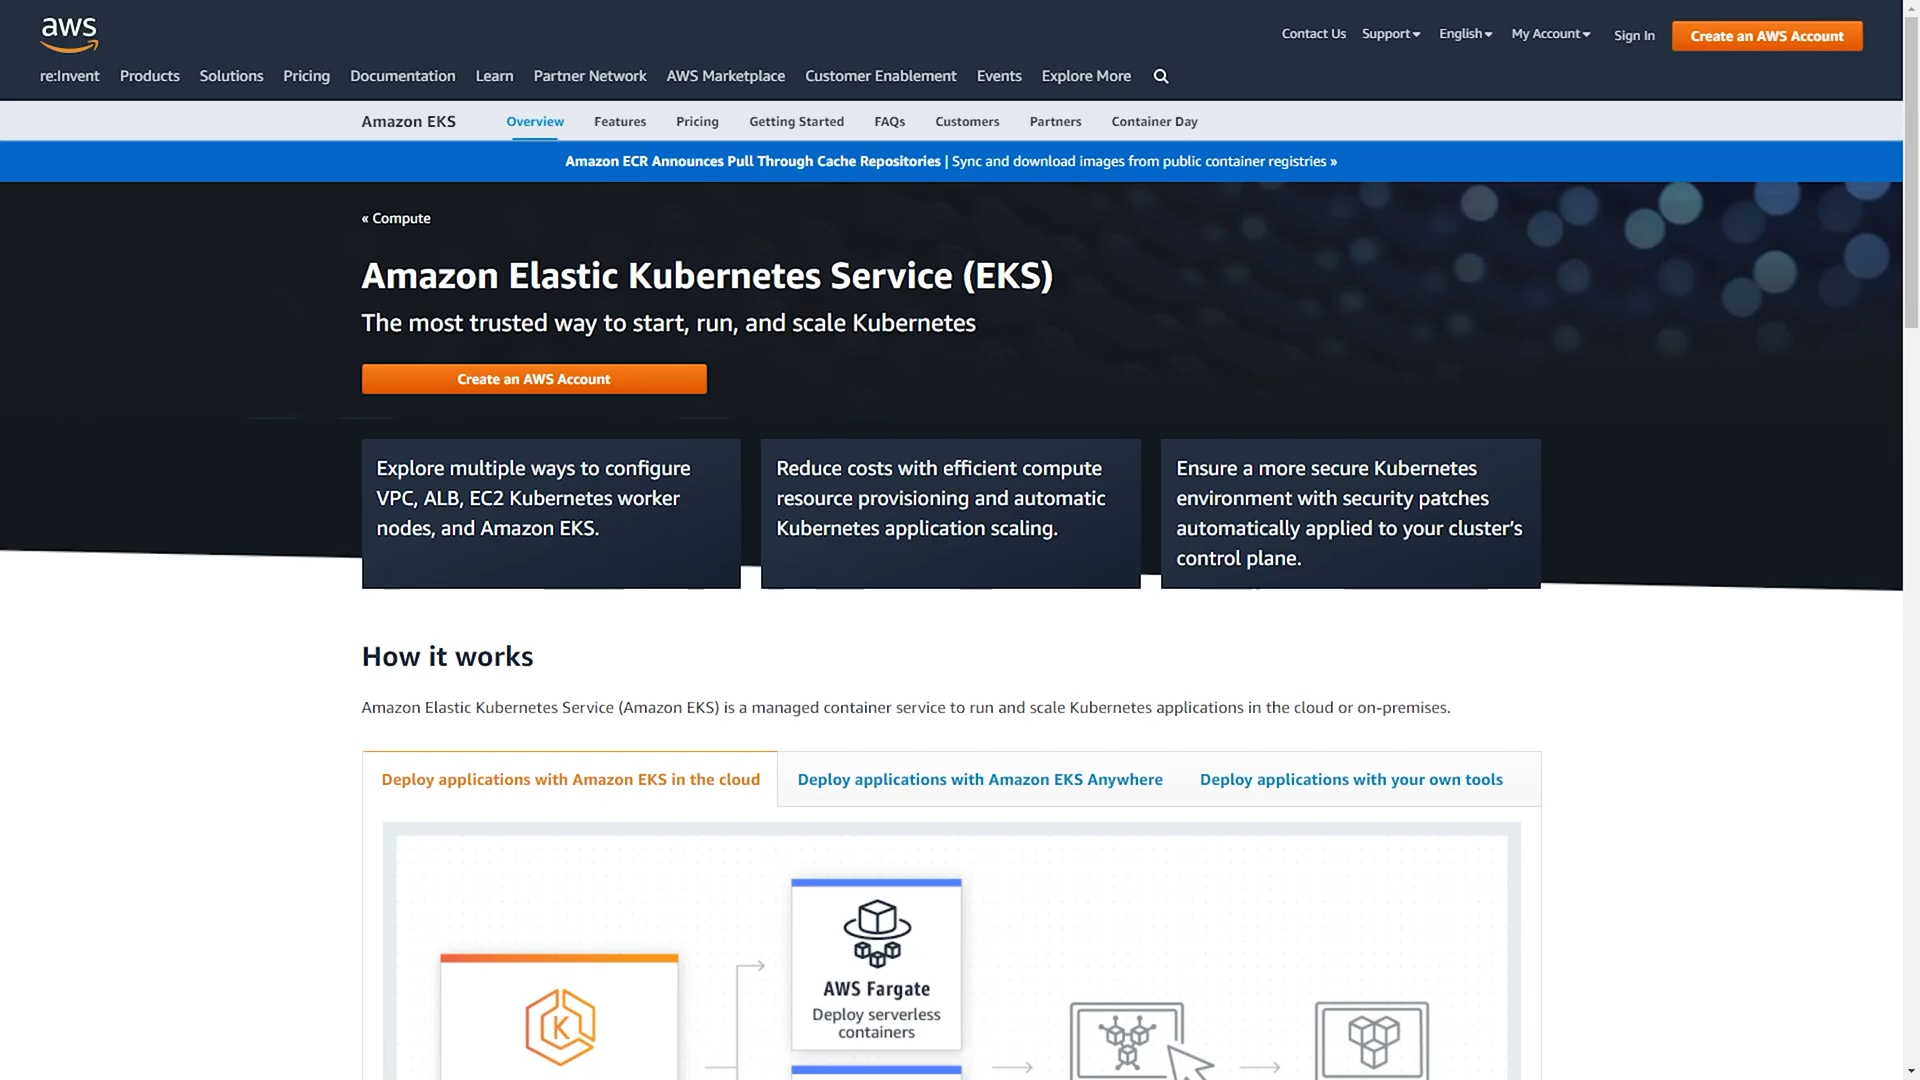 aws
Contact Us Support English My Account Sign In Create an AWS Account
re:Invent Products Solutions Pricing Documentation Learn Partner Network AWS Marketplace Customer Enablement Events Explore More
Amazon EKS Overview Features Pricing Getting Started FAQs Customers Partners Container Day
Amazon ECR Announces Pull Through Cache Repositories | Sync and download images from public container registries »
« Compute
Amazon Elastic Kubernetes Service (EKS)
The most trusted way to start, run, and scale Kubernetes
Create an AWS Account
Explore multiple ways to configure
VPC, ALB, EC2 Kubernetes worker
nodes, and Amazon EKS.
Reduce costs with efficient compute
resource provisioning and automatic
Kubernetes application scaling.
Ensure a more secure Kubernetes
environment with security patches
automatically applied to your cluster’s
control plane.
How it works
Amazon Elastic Kubernetes Service (Amazon EKS) is a managed container service to run and scale Kubernetes applications in the cloud or on-premises.
Deploy applications with Amazon EKS in the cloud Deploy applications with Amazon EKS Anywhere Deploy applications with your own tools
K
AWS Fargate
Deploy serverless
containers